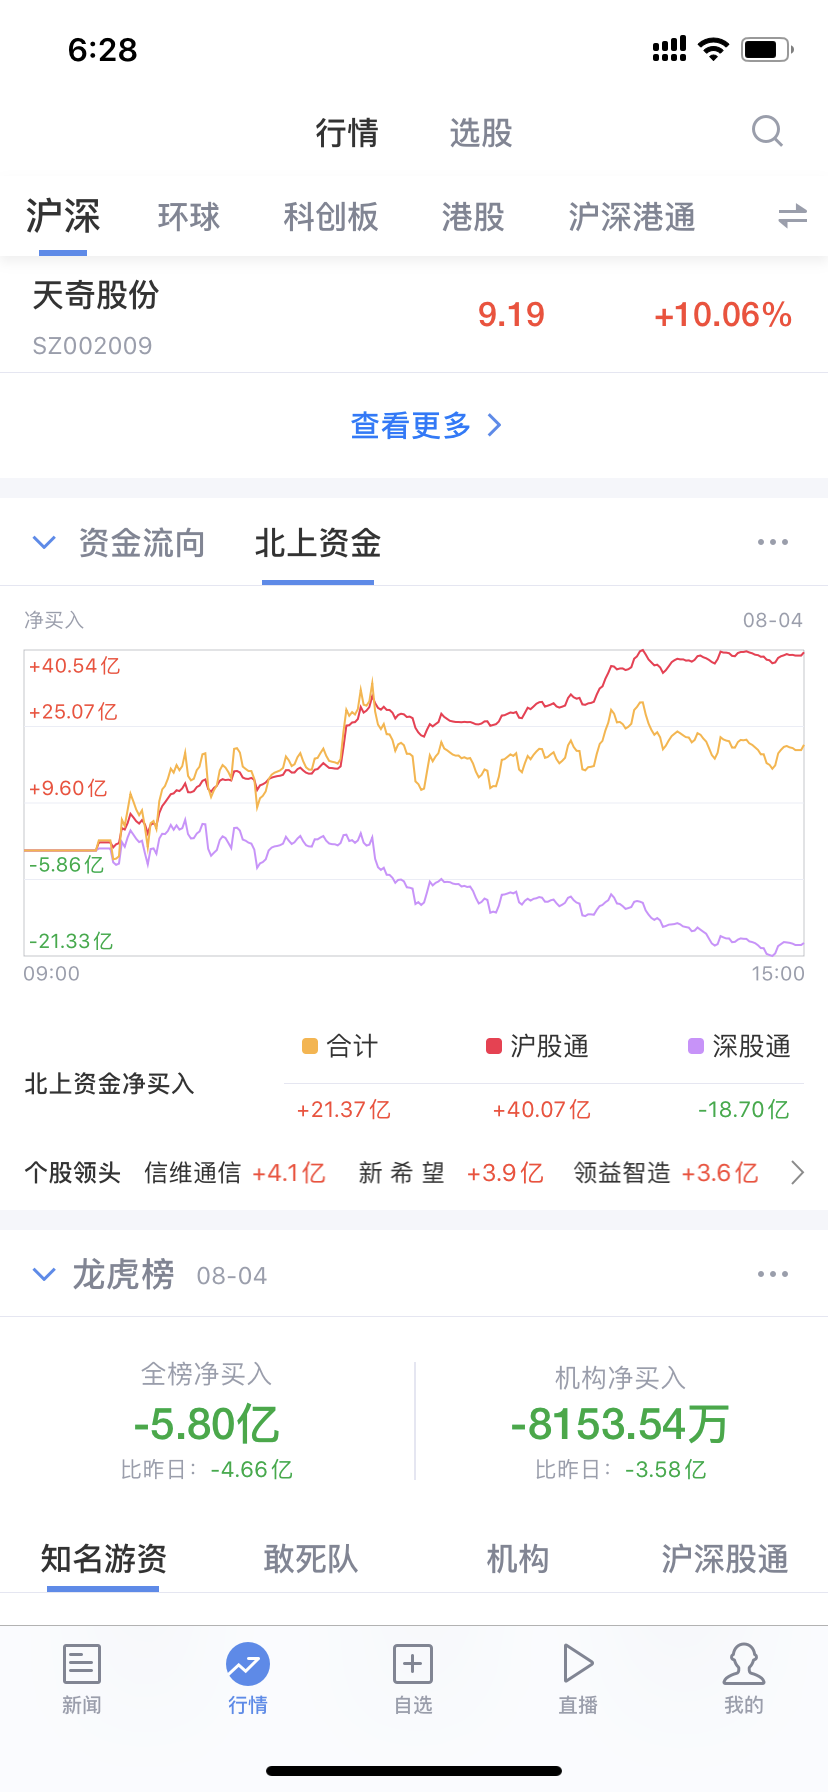 6:28
行情 选股
沪深 环球 科创板 港股 沪深港通
天奇股份
9.19 +10.06%
SZ002009
查看更多
资金流向 北上资金
净买入 08-04
+40.54亿
+25.07亿
+9.60亿
-5.86亿
-21.33亿
09:00 15:00
合计 沪股通 深股通
北上资金净买入
+21.37亿 +40.07亿 -18.70亿
个股领头 信维通信 +4.1亿 新 希 望 +3.9亿 领益智造 +3.6亿
龙虎榜 08-04
全榜净买入 机构净买入
-5.80亿 -8153.54万
比昨日：-4.66亿 比昨日：-3.58亿
知名游资 敢死队 机构 沪深股通
新闻 行情 自选 直播 我的